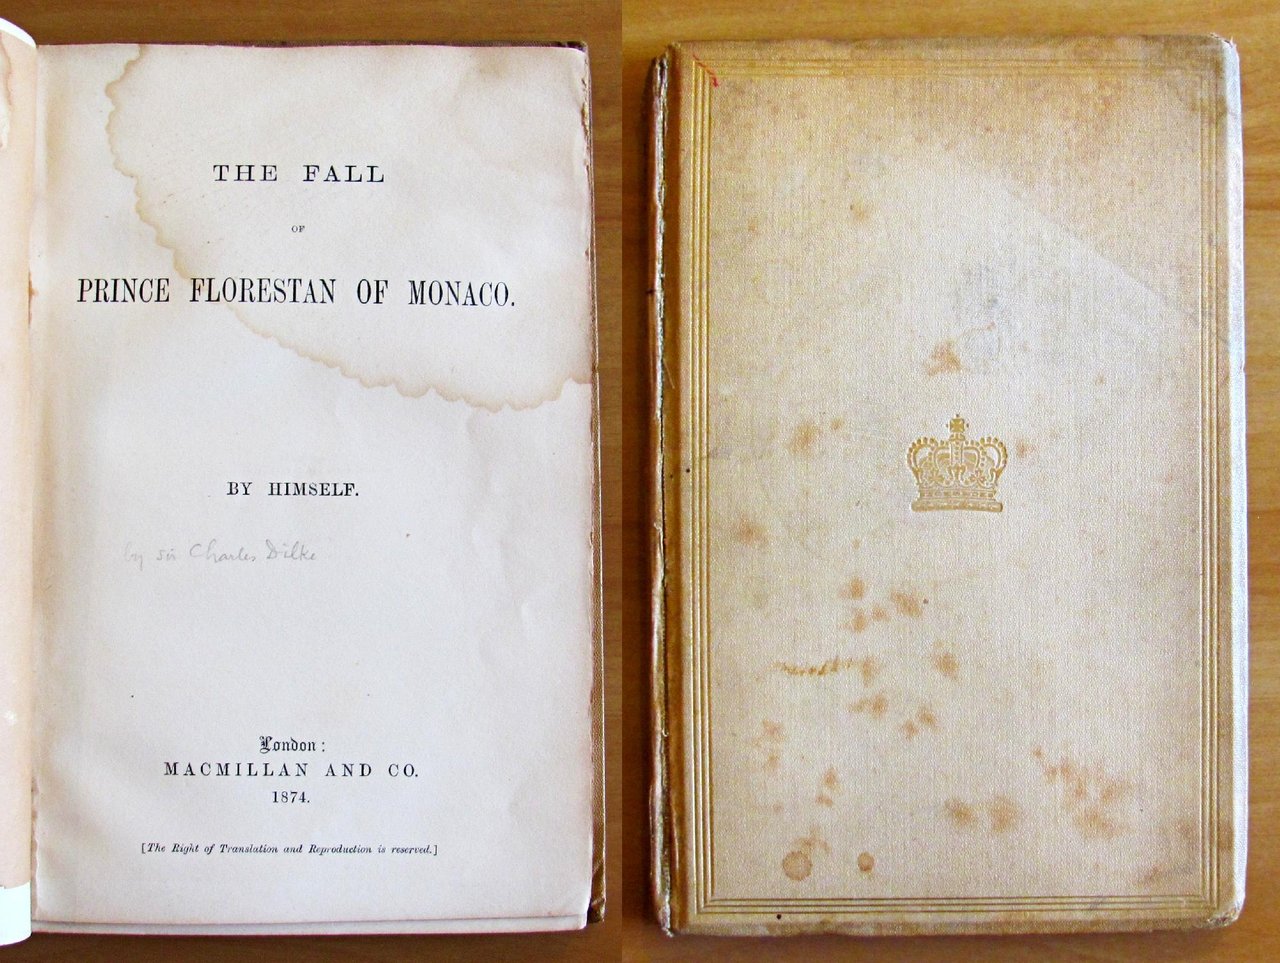 THE FALL
OF
PRINCE FLORESTAN OF MONACO.
BY HIMSELF.
by sir Charles Dilke
London:
MACMILLAN AND CO.
1874.
[The Right of Translation and Reproduction is reserved.]